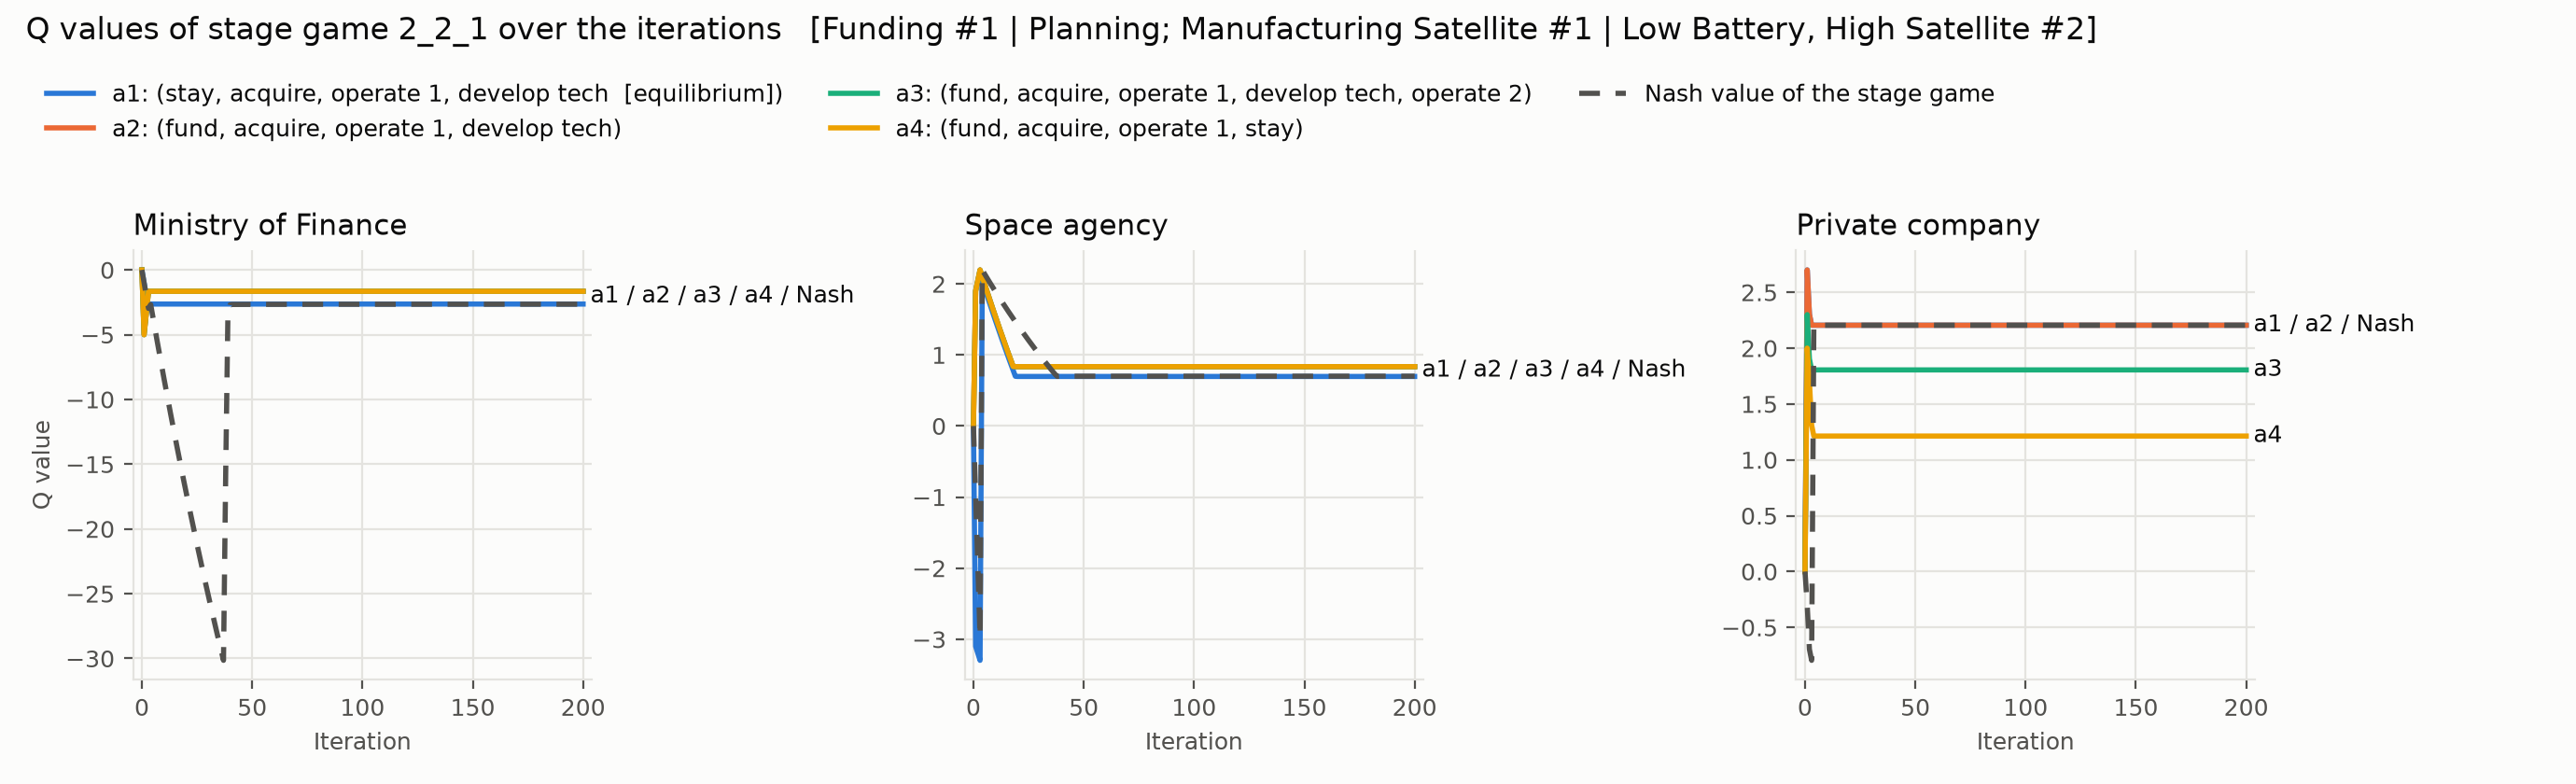 Q values of stage game 2_2_1 over the iterations   [Funding #1 | Planning; Manufacturing Satellite #1 | Low Battery, High Satellite #2]
a1: (stay, acquire, operate 1, develop tech  [equilibrium])
a2: (fund, acquire, operate 1, develop tech)
a3: (fund, acquire, operate 1, develop tech, operate 2)
a4: (fund, acquire, operate 1, stay)
Nash value of the stage game
Ministry of Finance
Q value
0
−5
−10
−15
−20
−25
−30
0 50 100 150 200
Iteration
a1 / a2 / a3 / a4 / Nash
Space agency
2
1
0
−1
−2
−3
0 50 100 150 200
Iteration
a1 / a2 / a3 / a4 / Nash
Private company
2.5
2.0
1.5
1.0
0.5
0.0
−0.5
0 50 100 150 200
Iteration
a1 / a2 / Nash
a3
a4